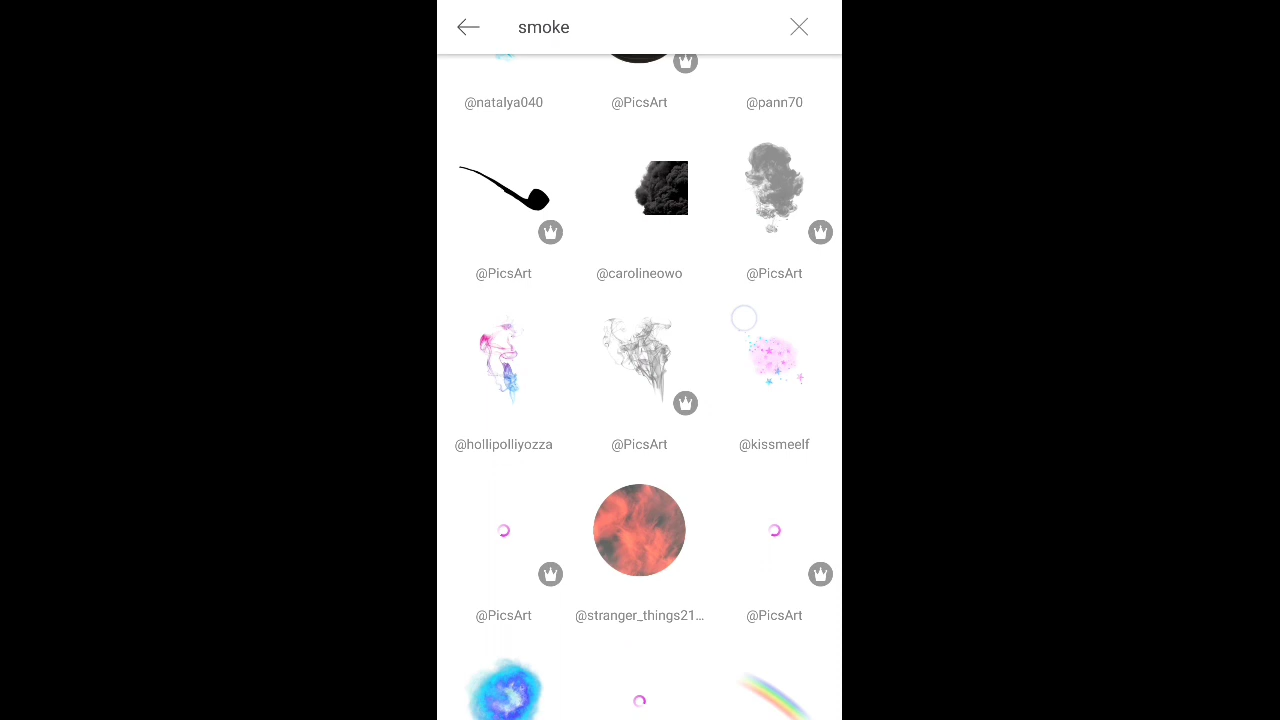 smoke
@natalya040 @PicsArt @pann70
@PicsArt @carolineowo @PicsArt
@hollipolliyozza @PicsArt @kissmeelf
@PicsArt @stranger_things21... @PicsArt